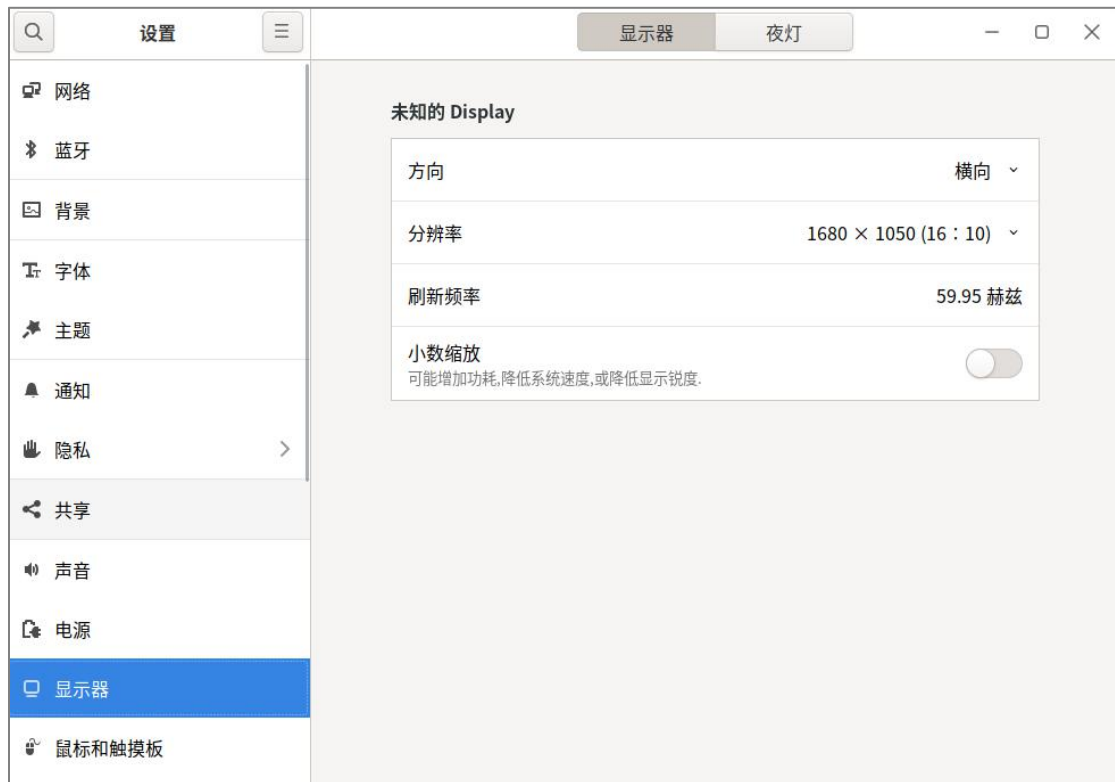 设置
显示器 夜灯
网络
蓝牙
背景
字体
主题
通知
隐私
共享
声音
电源
显示器
鼠标和触摸板
未知的 Display
方向 横向
分辨率 1680 × 1050 (16：10)
刷新频率 59.95 赫兹
小数缩放
可能增加功耗,降低系统速度,或降低显示锐度.